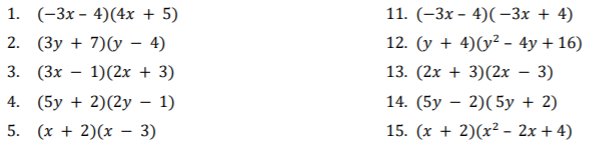 1. (−3x – 4)(4x + 5)
2. (3y + 7)(y − 4)
3. (3x − 1)(2x + 3)
4. (5y + 2)(2y − 1)
5. (x + 2)(x − 3)
11. (−3x – 4)( −3x + 4)
12. (y + 4)(y² – 4y + 16)
13. (2x + 3)(2x − 3)
14. (5y − 2)( 5y + 2)
15. (x + 2)(x² – 2x + 4)